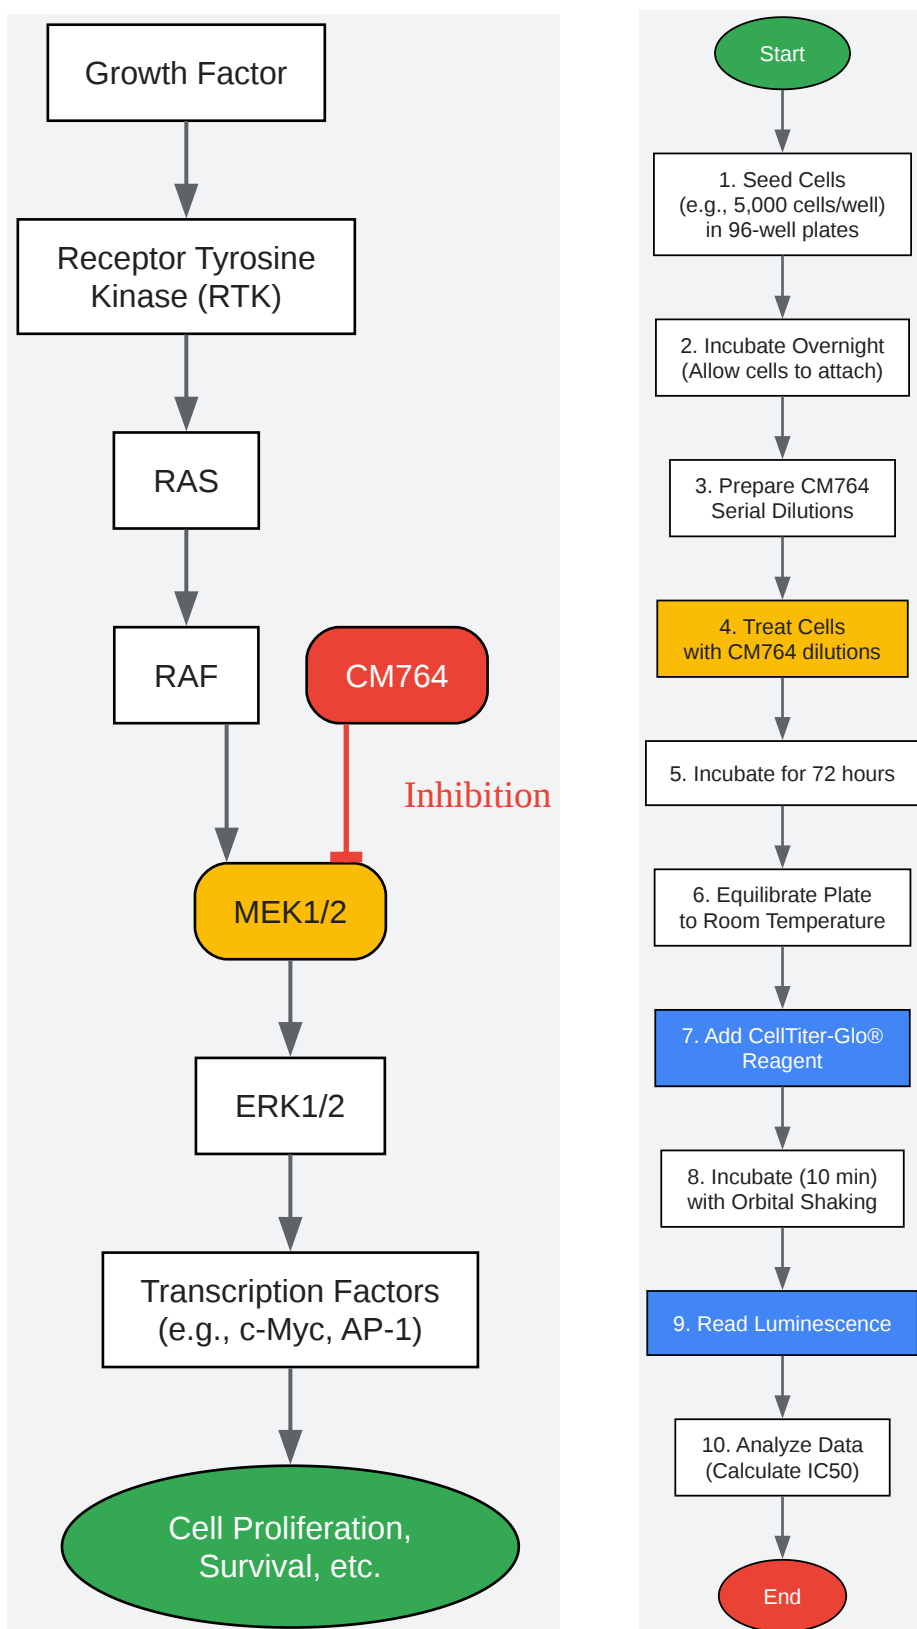 Growth Factor
Receptor Tyrosine
Kinase (RTK)
RAS
RAF
CM764
Inhibition
MEK1/2
ERK1/2
Transcription Factors
(e.g., c-Myc, AP-1)
Cell Proliferation,
Survival, etc.
Start
1. Seed Cells
(e.g., 5,000 cells/well)
in 96-well plates
2. Incubate Overnight
(Allow cells to attach)
3. Prepare CM764
Serial Dilutions
4. Treat Cells
with CM764 dilutions
5. Incubate for 72 hours
6. Equilibrate Plate
to Room Temperature
7. Add CellTiter-Glo®
Reagent
8. Incubate (10 min)
with Orbital Shaking
9. Read Luminescence
10. Analyze Data
(Calculate IC50)
End